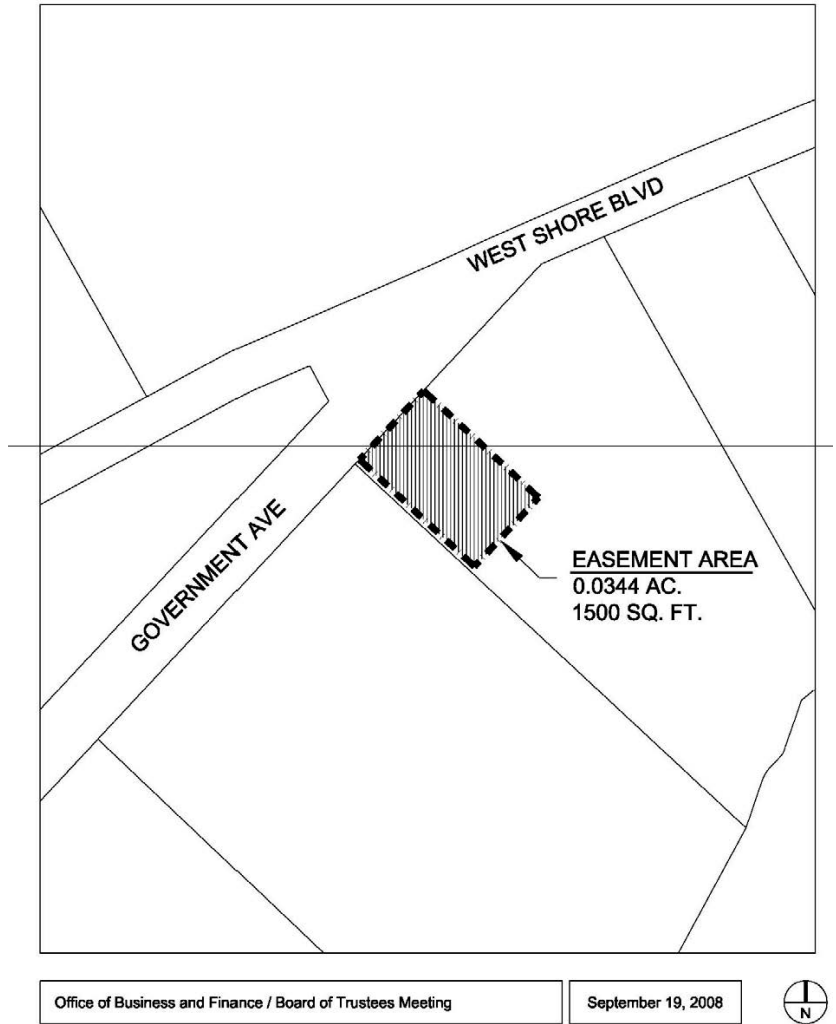 WEST SHORE BLVD
GOVERNMENT AVE
EASEMENT AREA
0.0344 AC.
1500 SQ. FT.
Office of Business and Finance / Board of Trustees Meeting
September 19, 2008
N